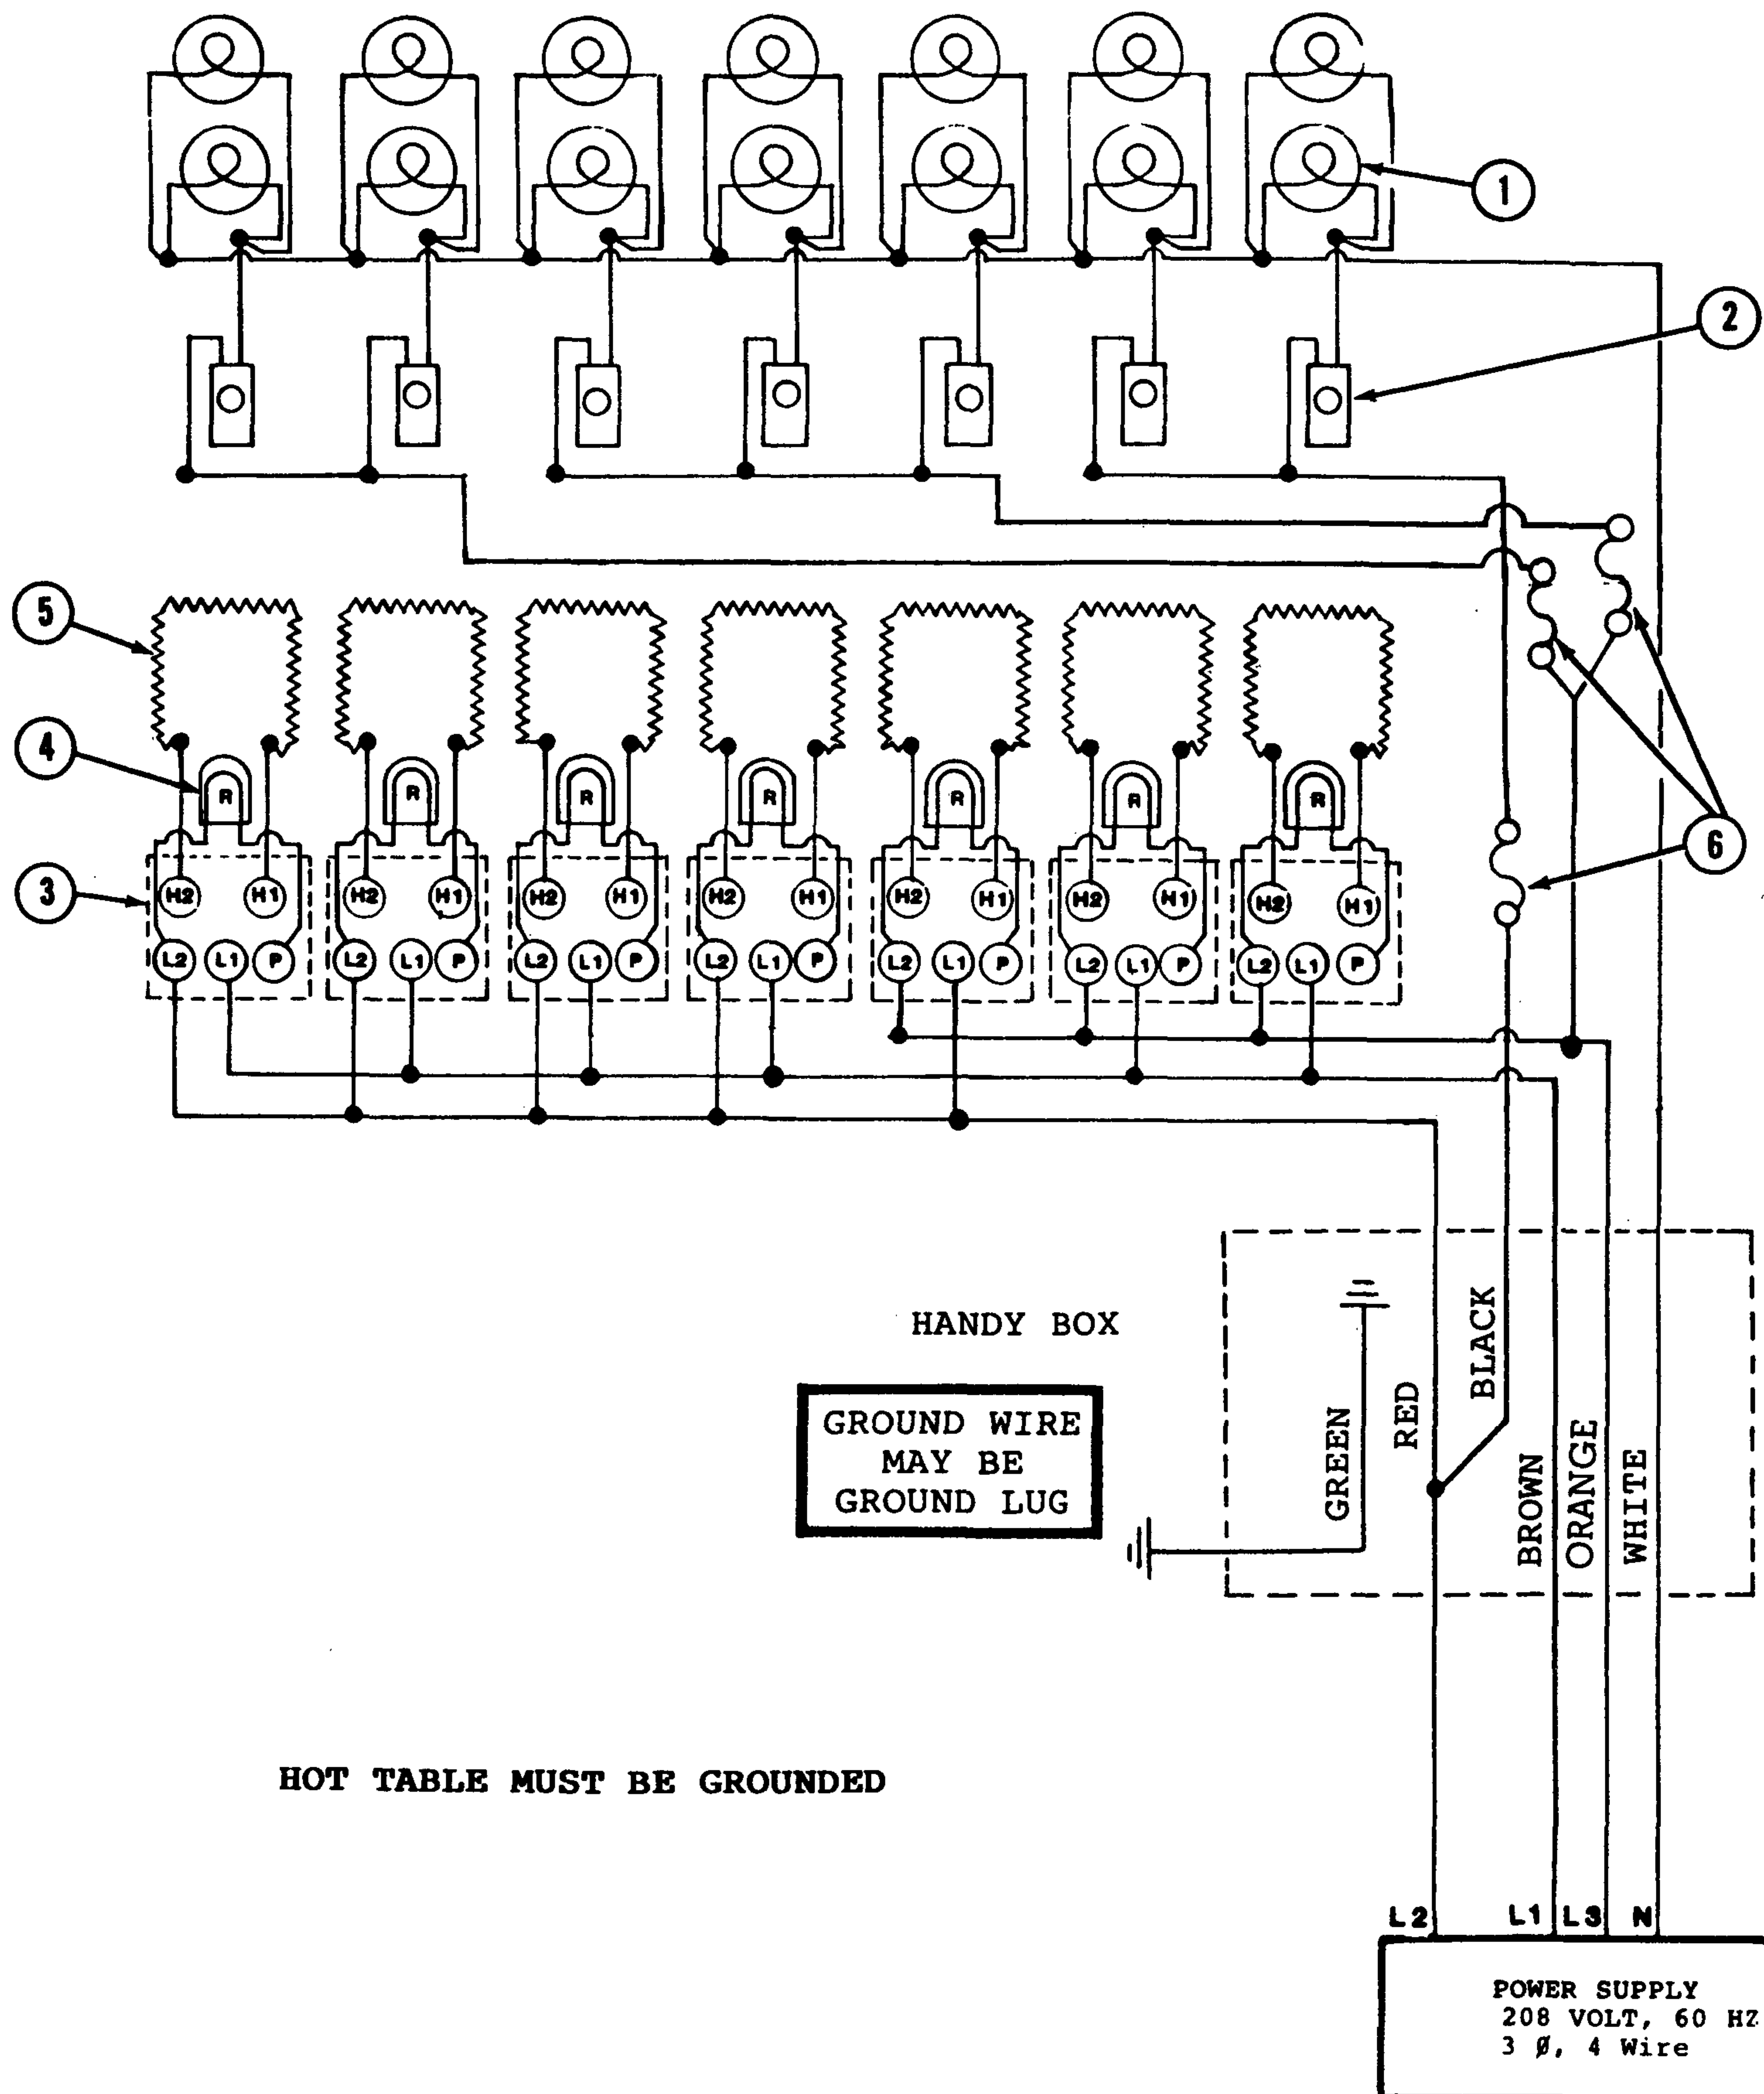 1
2
5
4
R R R R R R R
6
3
H2 H1 H2 H1 H2 H1 H2 H1 H2 H1 H2 H1 H2 H1
L2 L1 P L2 L1 P L2 L1 P L2 L1 P L2 L1 P L2 L1 P L2 L1 P
HANDY BOX
GROUND WIRE
MAY BE
GROUND LUG
GREEN
RED
BLACK
BROWN
ORANGE
WHITE
HOT TABLE MUST BE GROUNDED
L2 L1 L3 N
POWER SUPPLY
208 VOLT, 60 HZ
3 Ø, 4 Wire